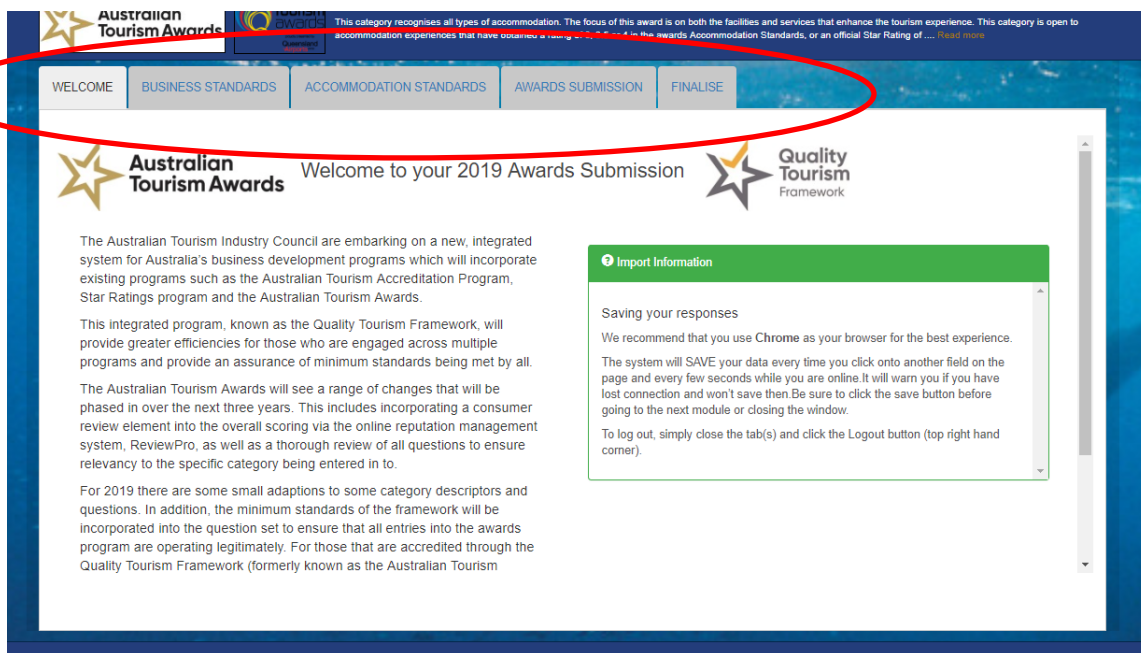 Australian
Tourism Awards
tourism
awards
Queensland
This category recognises all types of accommodation. The focus of this award is on both the facilities and services that enhance the tourism experience. This category is open to
accommodation experiences that have obtained a rating of 3, 3.5 or 4 in the awards Accommodation Standards, or an official Star Rating of .... Read more
WELCOME
BUSINESS STANDARDS
ACCOMMODATION STANDARDS
AWARDS SUBMISSION
FINALISE
Australian
Tourism Awards
Welcome to your 2019 Awards Submission
Quality
Tourism
Framework
The Australian Tourism Industry Council are embarking on a new, integrated
system for Australia's business development programs which will incorporate
existing programs such as the Australian Tourism Accreditation Program,
Star Ratings program and the Australian Tourism Awards.
This integrated program, known as the Quality Tourism Framework, will
provide greater efficiencies for those who are engaged across multiple
programs and provide an assurance of minimum standards being met by all.
The Australian Tourism Awards will see a range of changes that will be
phased in over the next three years. This includes incorporating a consumer
review element into the overall scoring via the online reputation management
system, ReviewPro, as well as a thorough review of all questions to ensure
relevancy to the specific category being entered in to.
For 2019 there are some small adaptions to some category descriptors and
questions. In addition, the minimum standards of the framework will be
incorporated into the question set to ensure that all entries into the awards
program are operating legitimately. For those that are accredited through the
Quality Tourism Framework (formerly known as the Australian Tourism
Import Information
Saving your responses
We recommend that you use Chrome as your browser for the best experience.
The system will SAVE your data every time you click onto another field on the
page and every few seconds while you are online.It will warn you if you have
lost connection and won't save then.Be sure to click the save button before
going to the next module or closing the window.
To log out, simply close the tab(s) and click the Logout button (top right hand
corner).